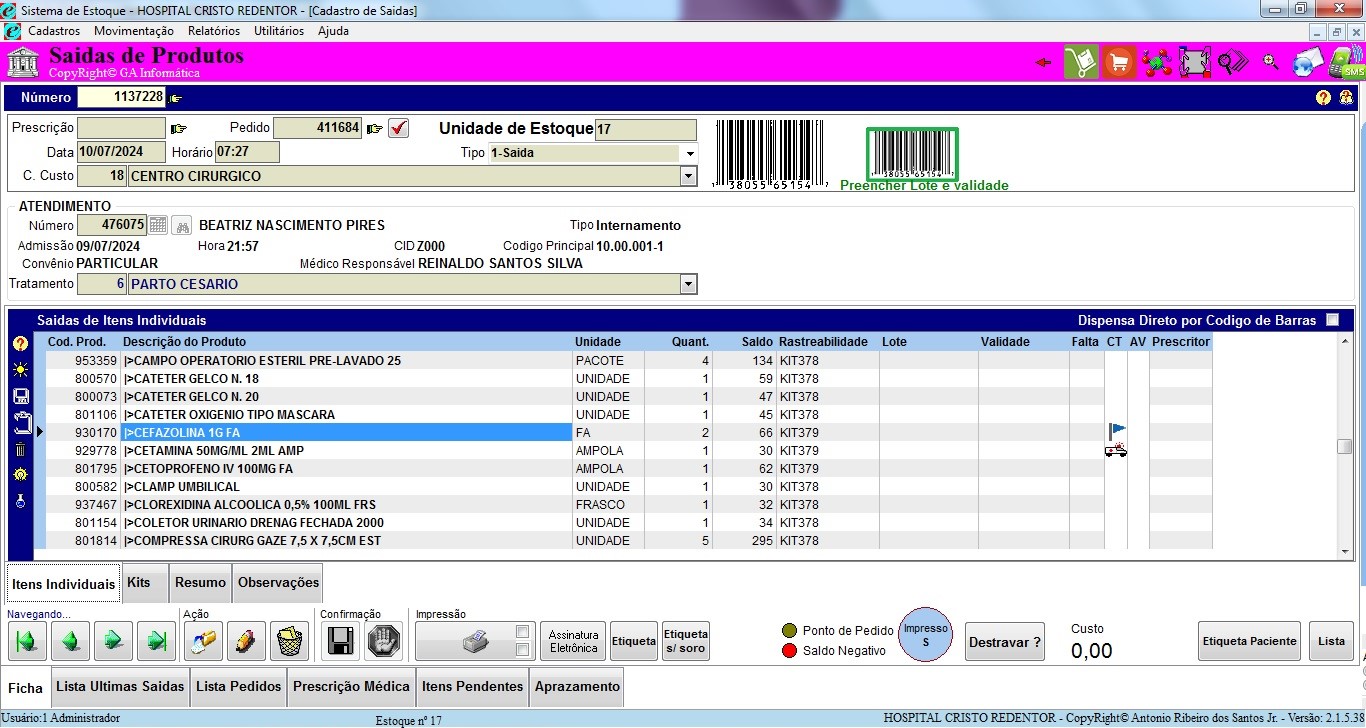 Sistema de Estoque - HOSPITAL CRISTO REDENTOR - [Cadastro de Saidas]
Cadastros Movimentação Relatórios Utilitários Ajuda
Saidas de Produtos
CopyRight© GA Informática
SMS
Número 1137228
Prescrição Pedido 411684 Unidade de Estoque 17
Data 10/07/2024 Horário 07:27 Tipo 1-Saida
C. Custo 18 CENTRO CIRURGICO
1 38055 65154 7
1 38055 65154 7
Preencher Lote e validade
ATENDIMENTO
Número 476075 BEATRIZ NASCIMENTO PIRES Tipo Internamento
Admissão 09/07/2024 Hora 21:57 CID Z000 Codigo Principal 10.00.001-1
Convênio PARTICULAR Médico Responsável REINALDO SANTOS SILVA
Tratamento 6 PARTO CESARIO
Saidas de Itens Individuais Dispensa Direto por Codigo de Barras
Cod. Prod. Descrição do Produto Unidade Quant. Saldo Rastreabilidade Lote Validade Falta CT AV Prescritor
953359 |>CAMPO OPERATORIO ESTERIL PRE-LAVADO 25 PACOTE 4 134 KIT378
800570 |>CATETER GELCO N. 18 UNIDADE 1 59 KIT378
800073 |>CATETER GELCO N. 20 UNIDADE 1 47 KIT378
801106 |>CATETER OXIGENIO TIPO MASCARA UNIDADE 1 45 KIT378
930170 |>CEFAZOLINA 1G FA FA 2 66 KIT379
929778 |>CETAMINA 50MG/ML 2ML AMP AMPOLA 1 30 KIT379
801795 |>CETOPROFENO IV 100MG FA AMPOLA 1 62 KIT379
800582 |>CLAMP UMBILICAL UNIDADE 1 30 KIT378
937467 |>CLOREXIDINA ALCOOLICA 0,5% 100ML FRS FRASCO 1 32 KIT378
801154 |>COLETOR URINARIO DRENAG FECHADA 2000 UNIDADE 1 34 KIT378
801814 |>COMPRESSA CIRURG GAZE 7,5 X 7,5CM EST UNIDADE 5 295 KIT378
Itens Individuais Kits Resumo Observações
Navegando... Ação Confirmação Impressão
Assinatura Eletrônica Etiqueta Etiqueta s/ soro
Ponto de Pedido
Saldo Negativo
Impresso S
Destravar ?
Custo
0,00
Etiqueta Paciente Lista
Ficha Lista Ultimas Saidas Lista Pedidos Prescrição Médica Itens Pendentes Aprazamento
Usuário:1 Administrador Estoque nº 17 HOSPITAL CRISTO REDENTOR - CopyRight© Antonio Ribeiro dos Santos Jr. - Versão: 2.1.5.38